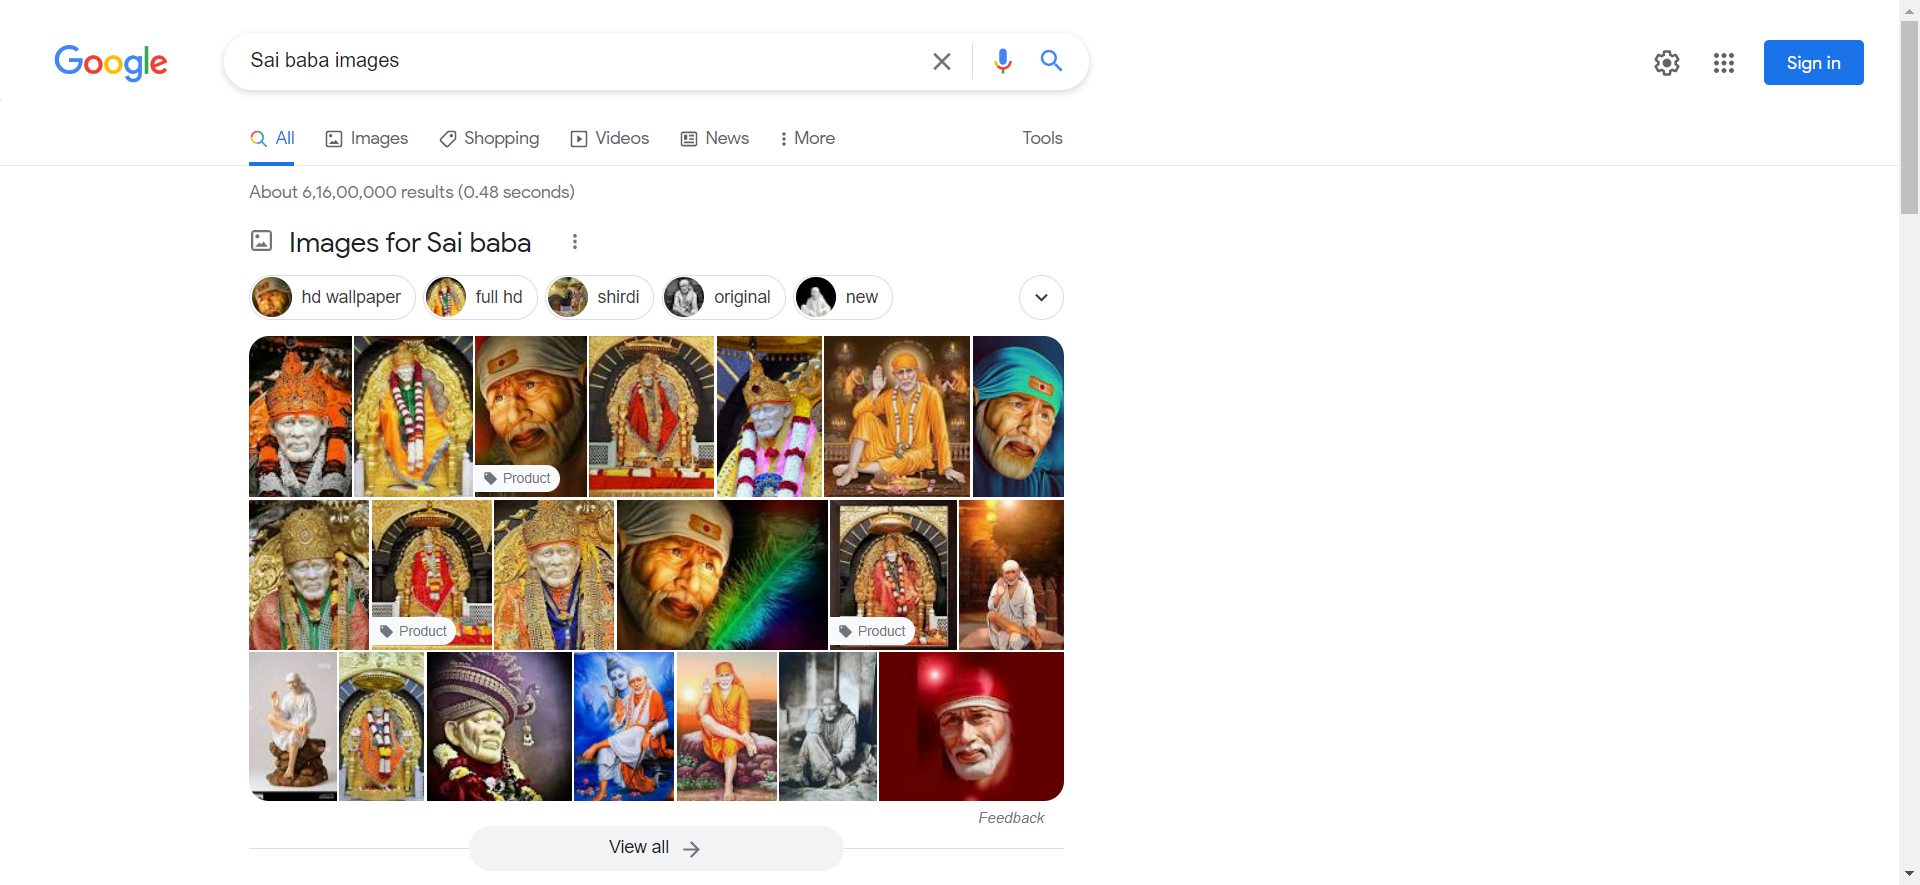 Google
Sai baba images
Sign in
All Images Shopping Videos News More Tools
About 6,16,00,000 results (0.48 seconds)
Images for Sai baba
hd wallpaper full hd shirdi original new
Product
Product Product
Feedback
View all